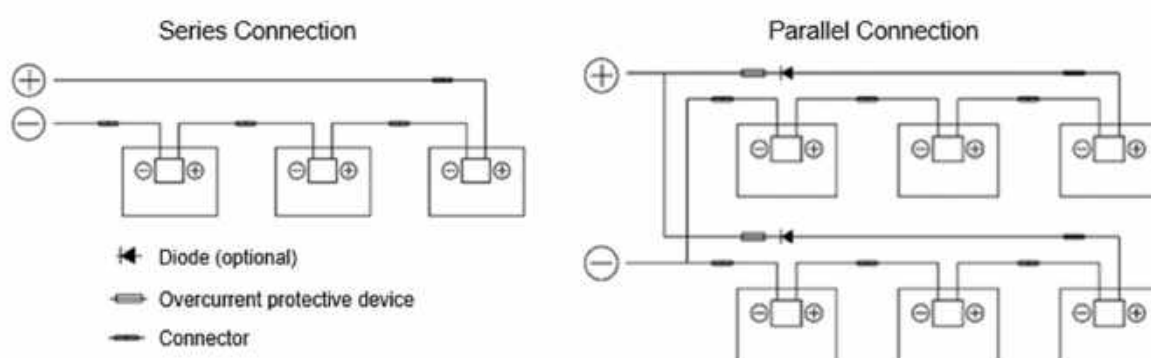 Series Connection
Parallel Connection
Diode (optional)
Overcurrent protective device
Connector